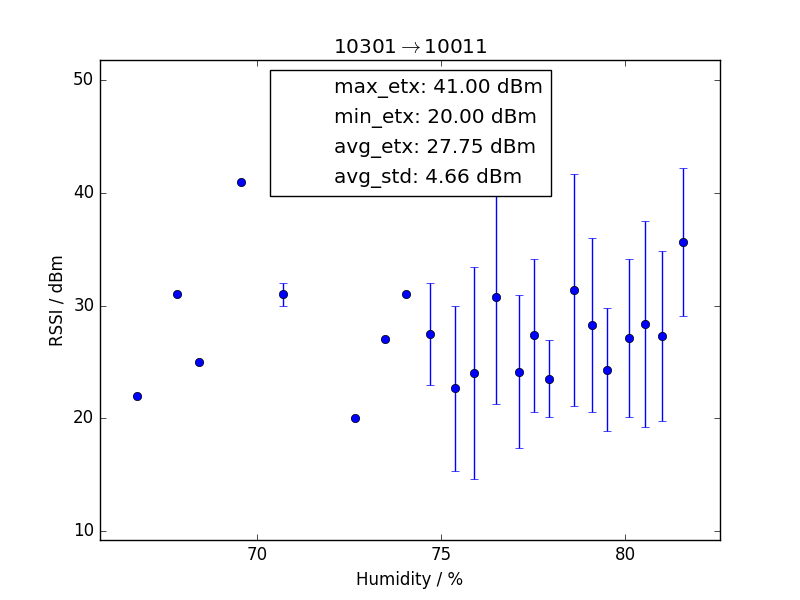 10301→10011
max_etx: 41.00 dBm
min_etx: 20.00 dBm
avg_etx: 27.75 dBm
avg_std: 4.66 dBm
50
40
30
20
10
RSSI / dBm
70
75
80
Humidity / %